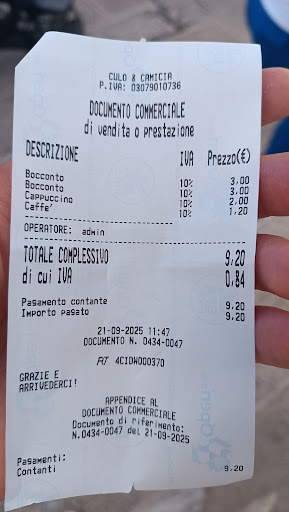 CULO & CAMICIA
P.IVA: 03079010736
DOCUMENTO COMMERCIALE
di vendita o prestazione
DESCRIZIONE IVA Prezzo(€)
Bocconto 10% 3,00
Bocconto 10% 3,00
Cappuccino 10% 2,00
Caffe' 10% 1,20
OPERATORE: admin
TOTALE COMPLESSIVO 9,20
di cui IVA 0,84
Pagamento contante 9,20
Importo pagato 9,20
21-09-2025 11:47
DOCUMENTO N. 0434-0047
RT 4CIDW000370
GRAZIE E
ARRIVEDERCI!
APPENDICE AL
DOCUMENTO COMMERCIALE
Documento di riferimento:
N.0434-0047 del 21-09-2025
Pagamenti:
Contanti 9,20